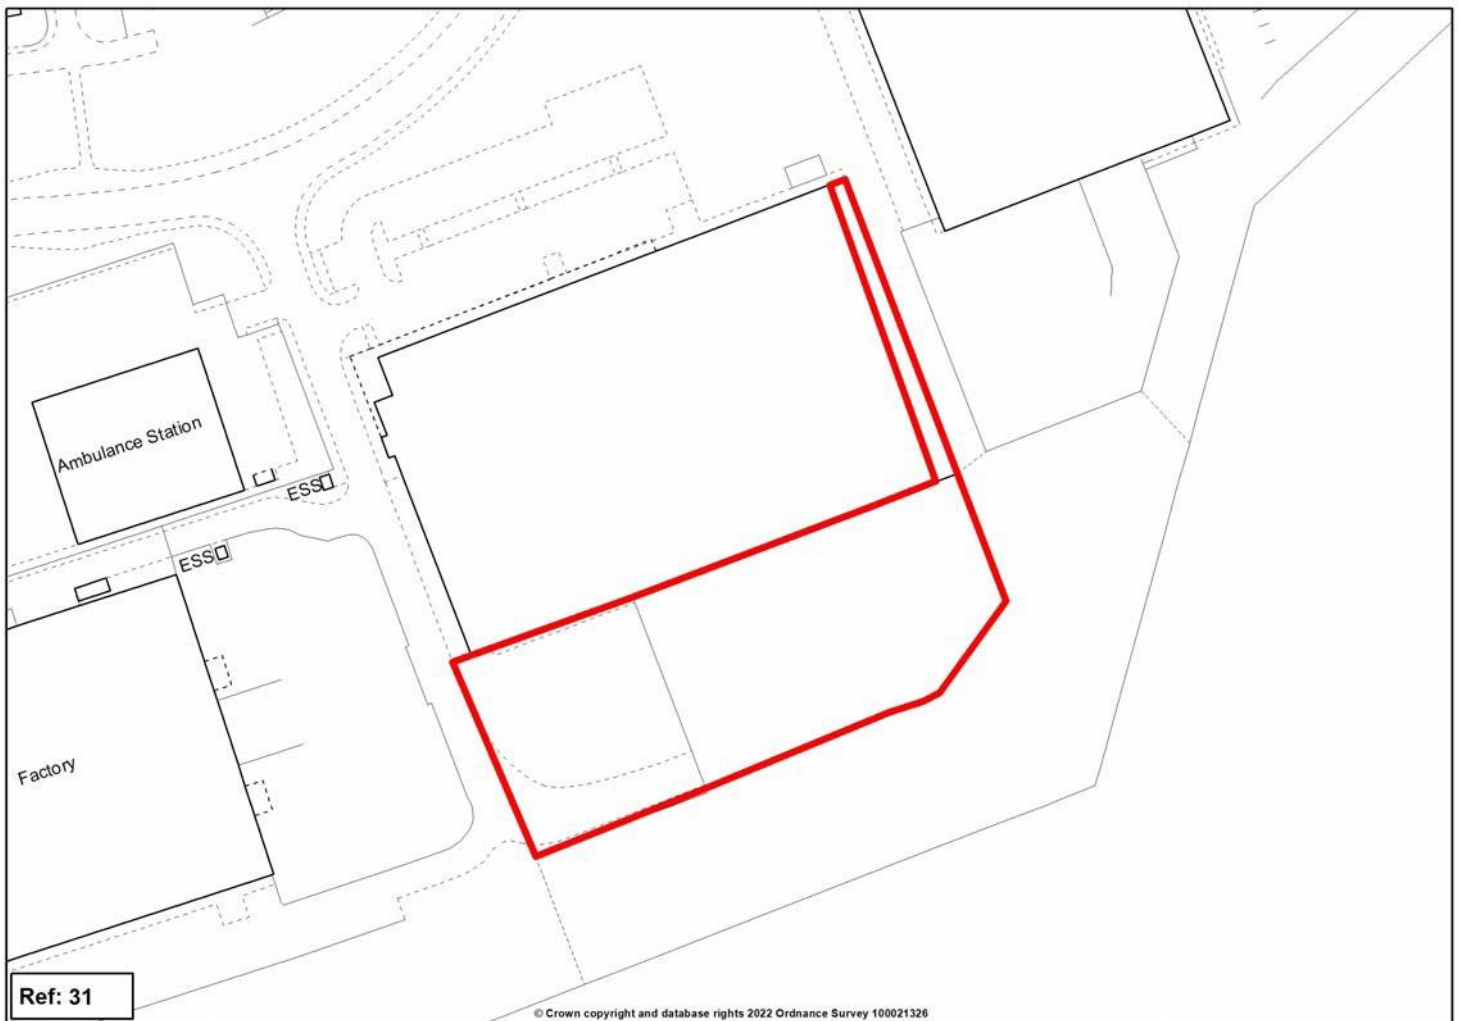 Ambulance Station
ESS
ESS
Factory
Ref: 31
© Crown copyright and database rights 2022 Ordnance Survey 100021326